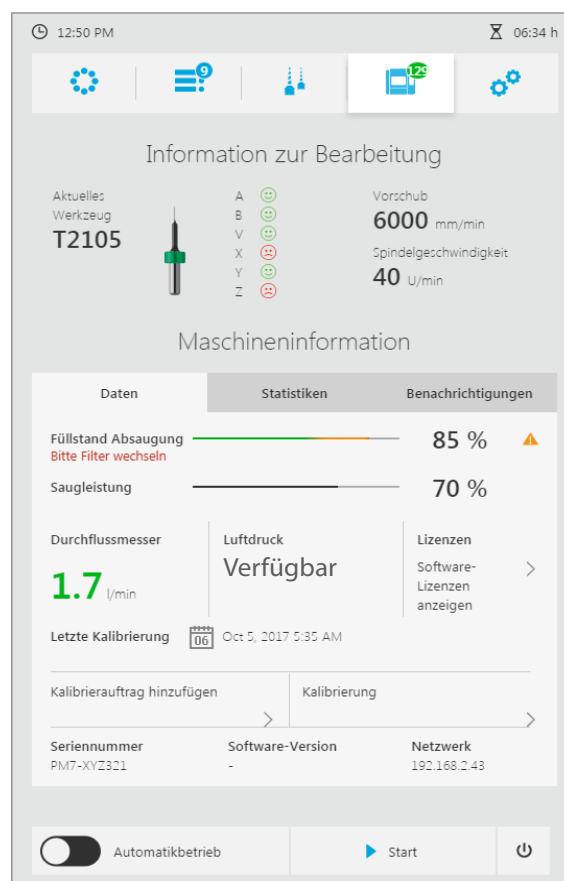 12:50 PM
06:34 h
9
129
Information zur Bearbeitung
Aktuelles
Werkzeug
T2105
A
B
V
X
Y
Z
Vorschub
6000 mm/min
Spindelgeschwindigkeit
40 U/min
Maschineninformation
Daten
Statistiken
Benachrichtigungen
Füllstand Absaugung
Bitte Filter wechseln
85 %
Saugleistung
70 %
Durchflussmesser
1.7 l/min
Luftdruck
Verfügbar
Lizenzen
Software-
Lizenzen
anzeigen
Letzte Kalibrierung
06
Oct 5, 2017 5:35 AM
Kalibrierauftrag hinzufügen
Kalibrierung
Seriennummer
PM7-XYZ321
Software-Version
-
Netzwerk
192.168.2.43
Automatikbetrieb
Start